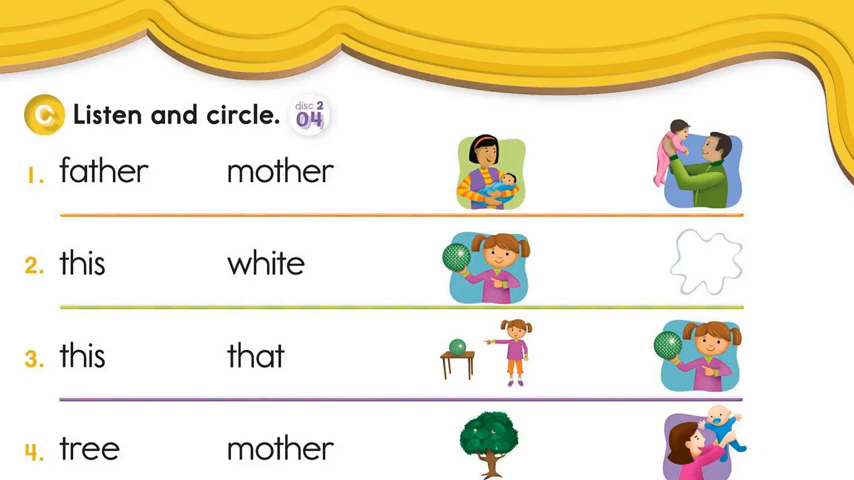 C Listen and circle. disc 2 04
1. father mother
2. this white
3. this that
4. tree mother